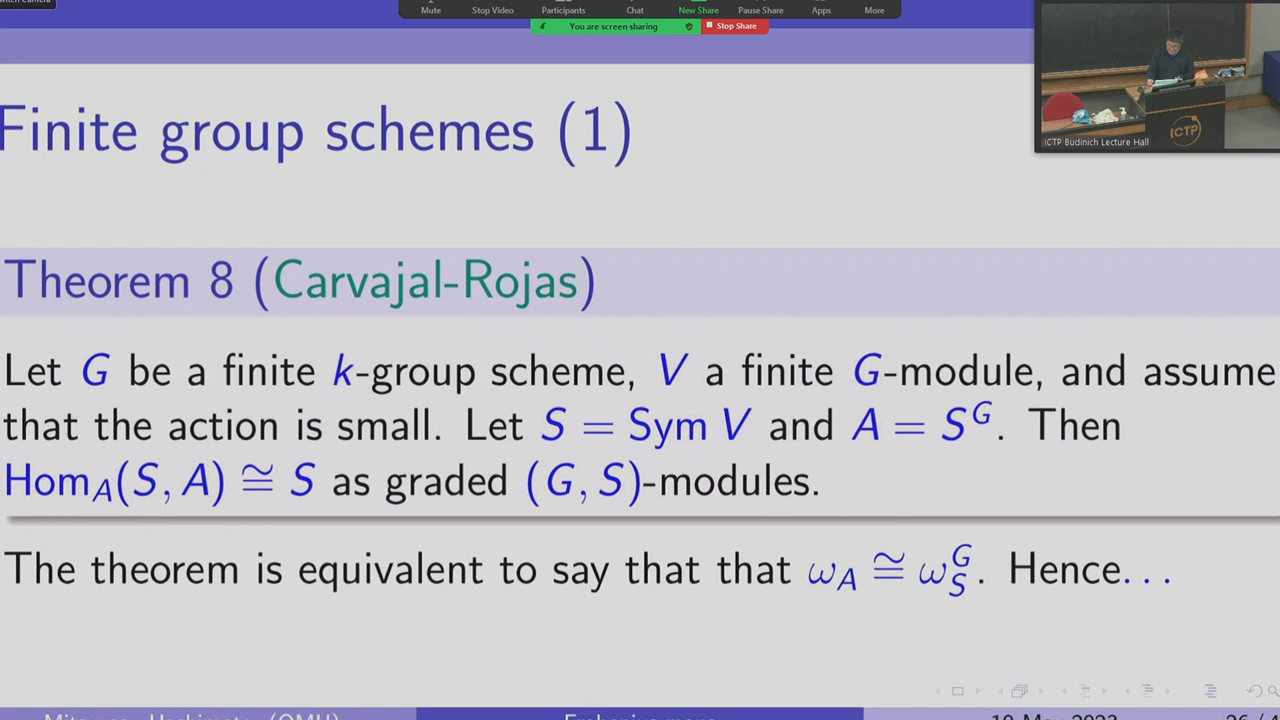 Mute Stop Video Participants Chat New Share Pause Share Apps More
You are screen sharing Stop Share
Finite group schemes (1)
ICTP
ICTP Budinich Lecture Hall
Theorem 8 (Carvajal-Rojas)
Let G be a finite k-group scheme, V a finite G-module, and assume
that the action is small. Let S = Sym V and A = S^G. Then
Hom_A(S, A) ≅ S as graded (G, S)-modules.
The theorem is equivalent to say that that ω_A ≅ ω_S^G. Hence...